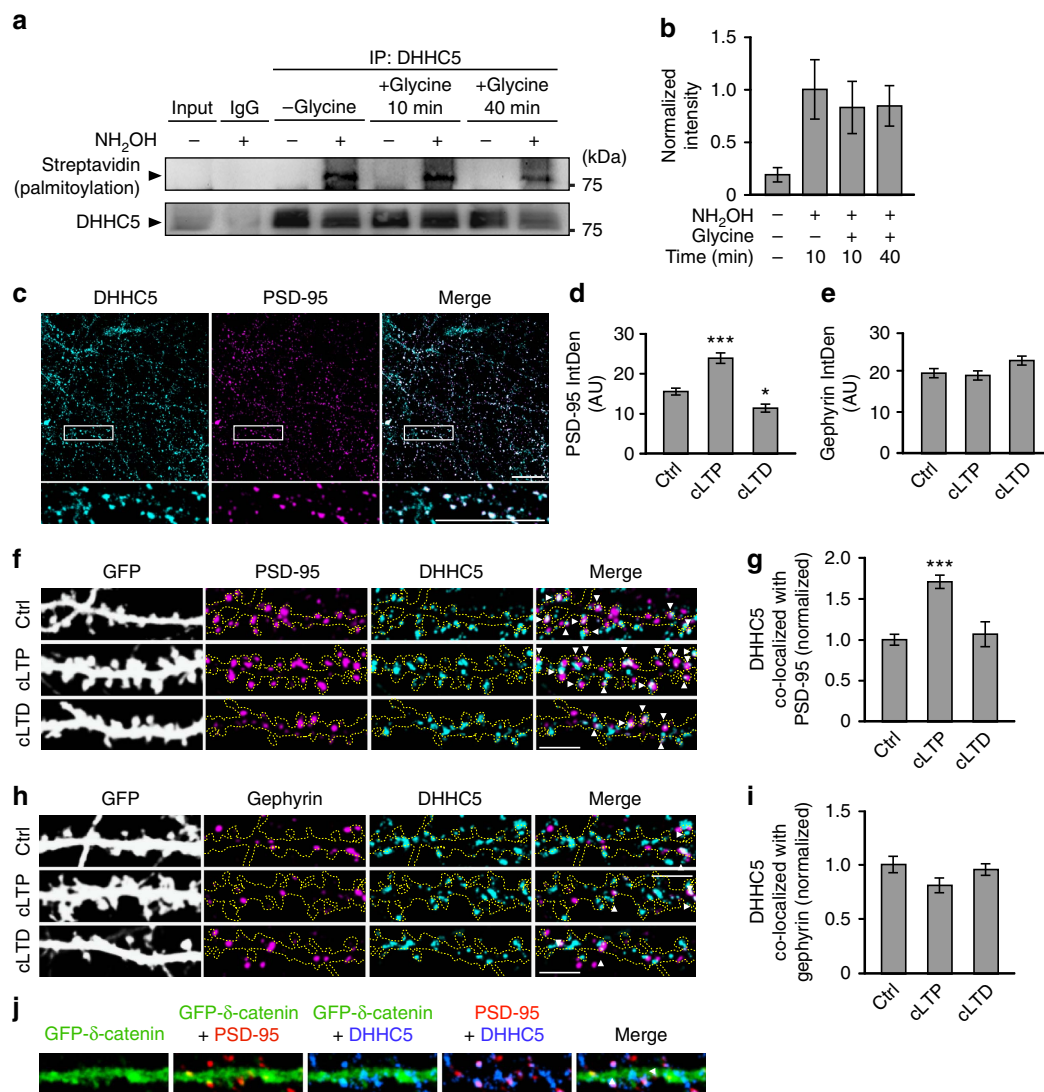 a
IP: DHHC5
Input IgG –Glycine +Glycine 10 min +Glycine 40 min
NH2OH – + – + – + – +
Streptavidin (palmitoylation)
(kDa)
75
DHHC5
75
b
Normalized intensity
1.5
1.0
0.5
0
NH2OH – + + +
Glycine – – + +
Time (min) – 10 10 40
c
DHHC5 PSD-95 Merge
d
PSD-95 IntDen (AU)
30
20
10
0
***
*
Ctrl cLTP cLTD
e
Gephyrin IntDen (AU)
30
20
10
0
Ctrl cLTP cLTD
f
GFP PSD-95 DHHC5 Merge
Ctrl
cLTP
cLTD
g
DHHC5 co-localized with PSD-95 (normalized)
2.0
1.5
1.0
0.5
0
***
Ctrl cLTP cLTD
h
GFP Gephyrin DHHC5 Merge
Ctrl
cLTP
cLTD
i
DHHC5 co-localized with gephyrin (normalized)
1.5
1.0
0.5
0
Ctrl cLTP cLTD
j
GFP-δ-catenin
GFP-δ-catenin + PSD-95
GFP-δ-catenin + DHHC5
PSD-95 + DHHC5
Merge